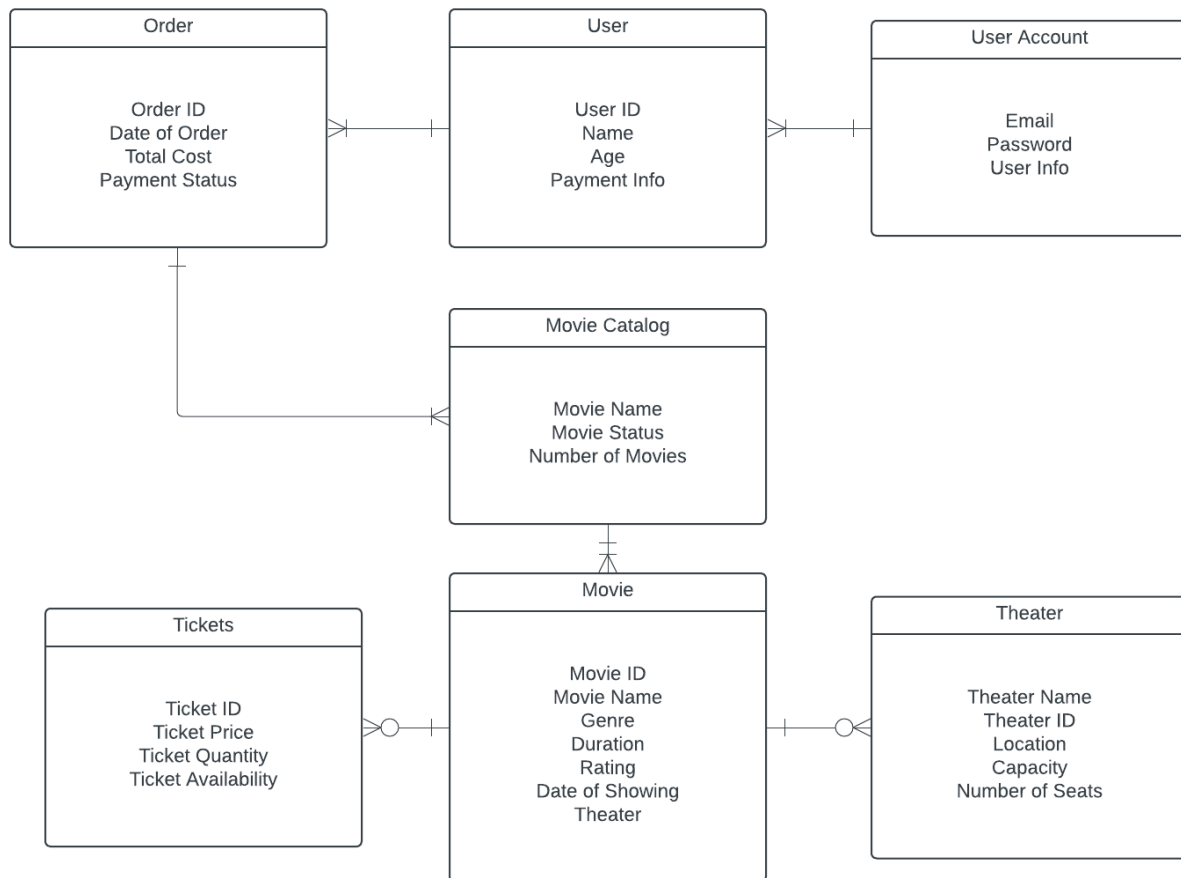 Order
Order ID
Date of Order
Total Cost
Payment Status
User
User ID
Name
Age
Payment Info
User Account
Email
Password
User Info
Movie Catalog
Movie Name
Movie Status
Number of Movies
Tickets
Ticket ID
Ticket Price
Ticket Quantity
Ticket Availability
Movie
Movie ID
Movie Name
Genre
Duration
Rating
Date of Showing
Theater
Theater
Theater Name
Theater ID
Location
Capacity
Number of Seats